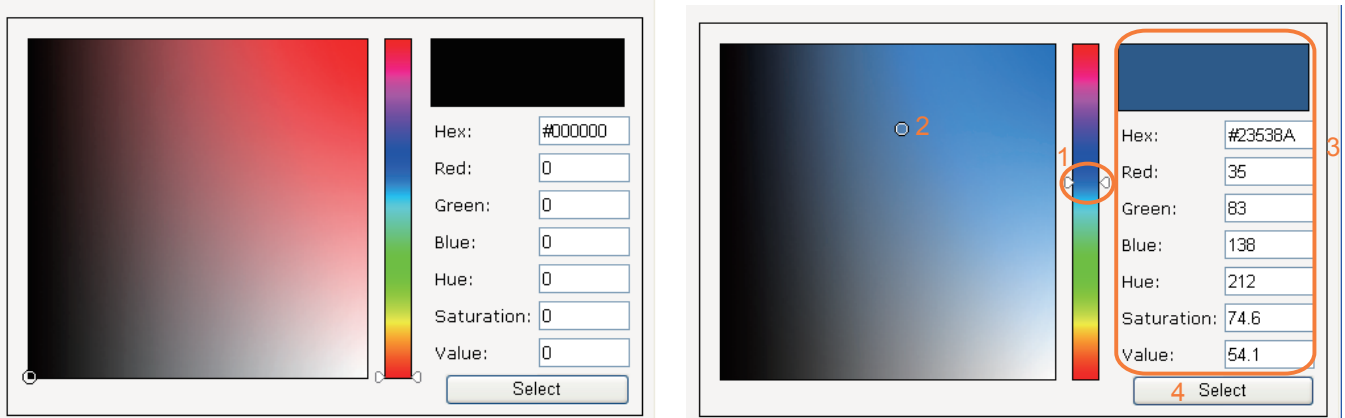 Hex: #000000
Red: 0
Green: 0
Blue: 0
Hue: 0
Saturation: 0
Value: 0
Select
1
2
3
Hex: #23538A
Red: 35
Green: 83
Blue: 138
Hue: 212
Saturation: 74.6
Value: 54.1
4 Select